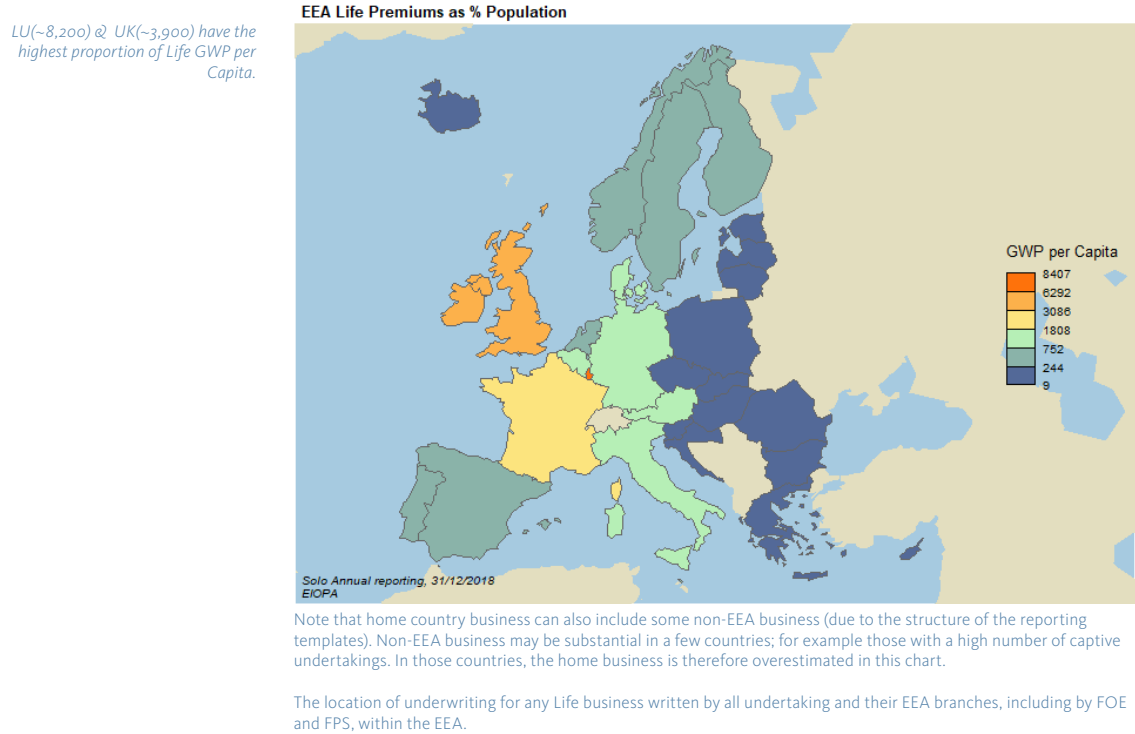 EEA Life Premiums as % Population
LU(~8,200) & UK(~3,900) have the
highest proportion of Life GWP per
Capita.
GWP per Capita
8407
6292
3086
1808
752
244
9
Solo Annual reporting, 31/12/2018
EIOPA
Note that home country business can also include some non-EEA business (due to the structure of the reporting
templates). Non-EEA business may be substantial in a few countries; for example those with a high number of captive
undertakings. In those countries, the home business is therefore overestimated in this chart.
The location of underwriting for any Life business written by all undertaking and their EEA branches, including by FOE
and FPS, within the EEA.